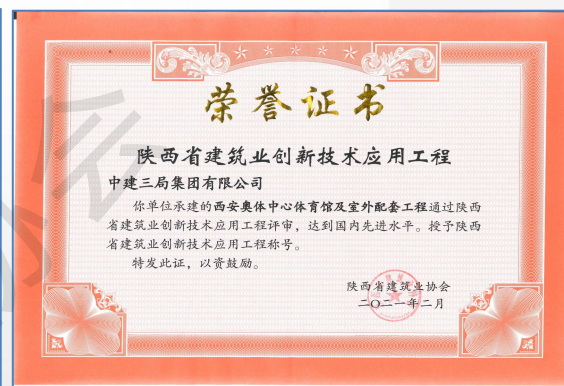 荣誉证书
陕西省建筑业创新技术应用工程
中建三局集团有限公司
你单位承建的西安奥体中心体育馆及室外配套工程通过陕西
省建筑业创新技术应用工程评审，达到国内先进水平。授予陕西
省建筑业创新技术应用工程称号。
特发此证，以资鼓励。
陕西省建筑业协会
二〇二一年二月